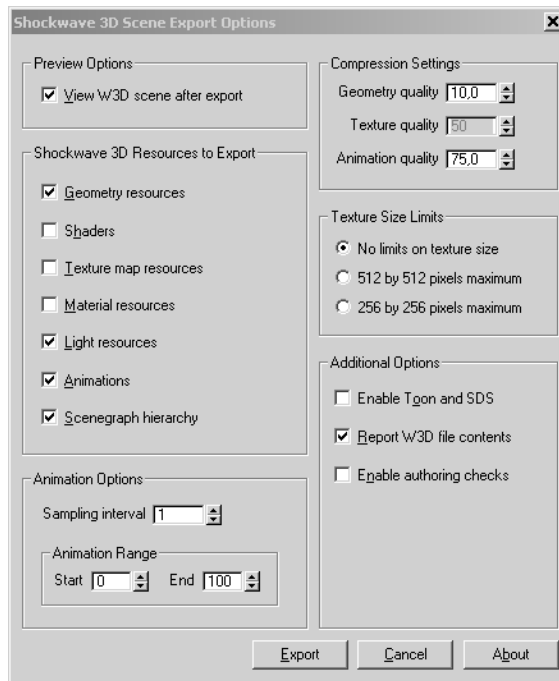 Shockwave 3D Scene Export Options
Preview Options
View W3D scene after export
Shockwave 3D Resources to Export
Geometry resources
Shaders
Texture map resources
Material resources
Light resources
Animations
Scenegraph hierarchy
Animation Options
Sampling interval 1
Animation Range
Start 0 End 100
Compression Settings
Geometry quality 10,0
Texture quality 50
Animation quality 75,0
Texture Size Limits
No limits on texture size
512 by 512 pixels maximum
256 by 256 pixels maximum
Additional Options
Enable Toon and SDS
Report W3D file contents
Enable authoring checks
Export Cancel About